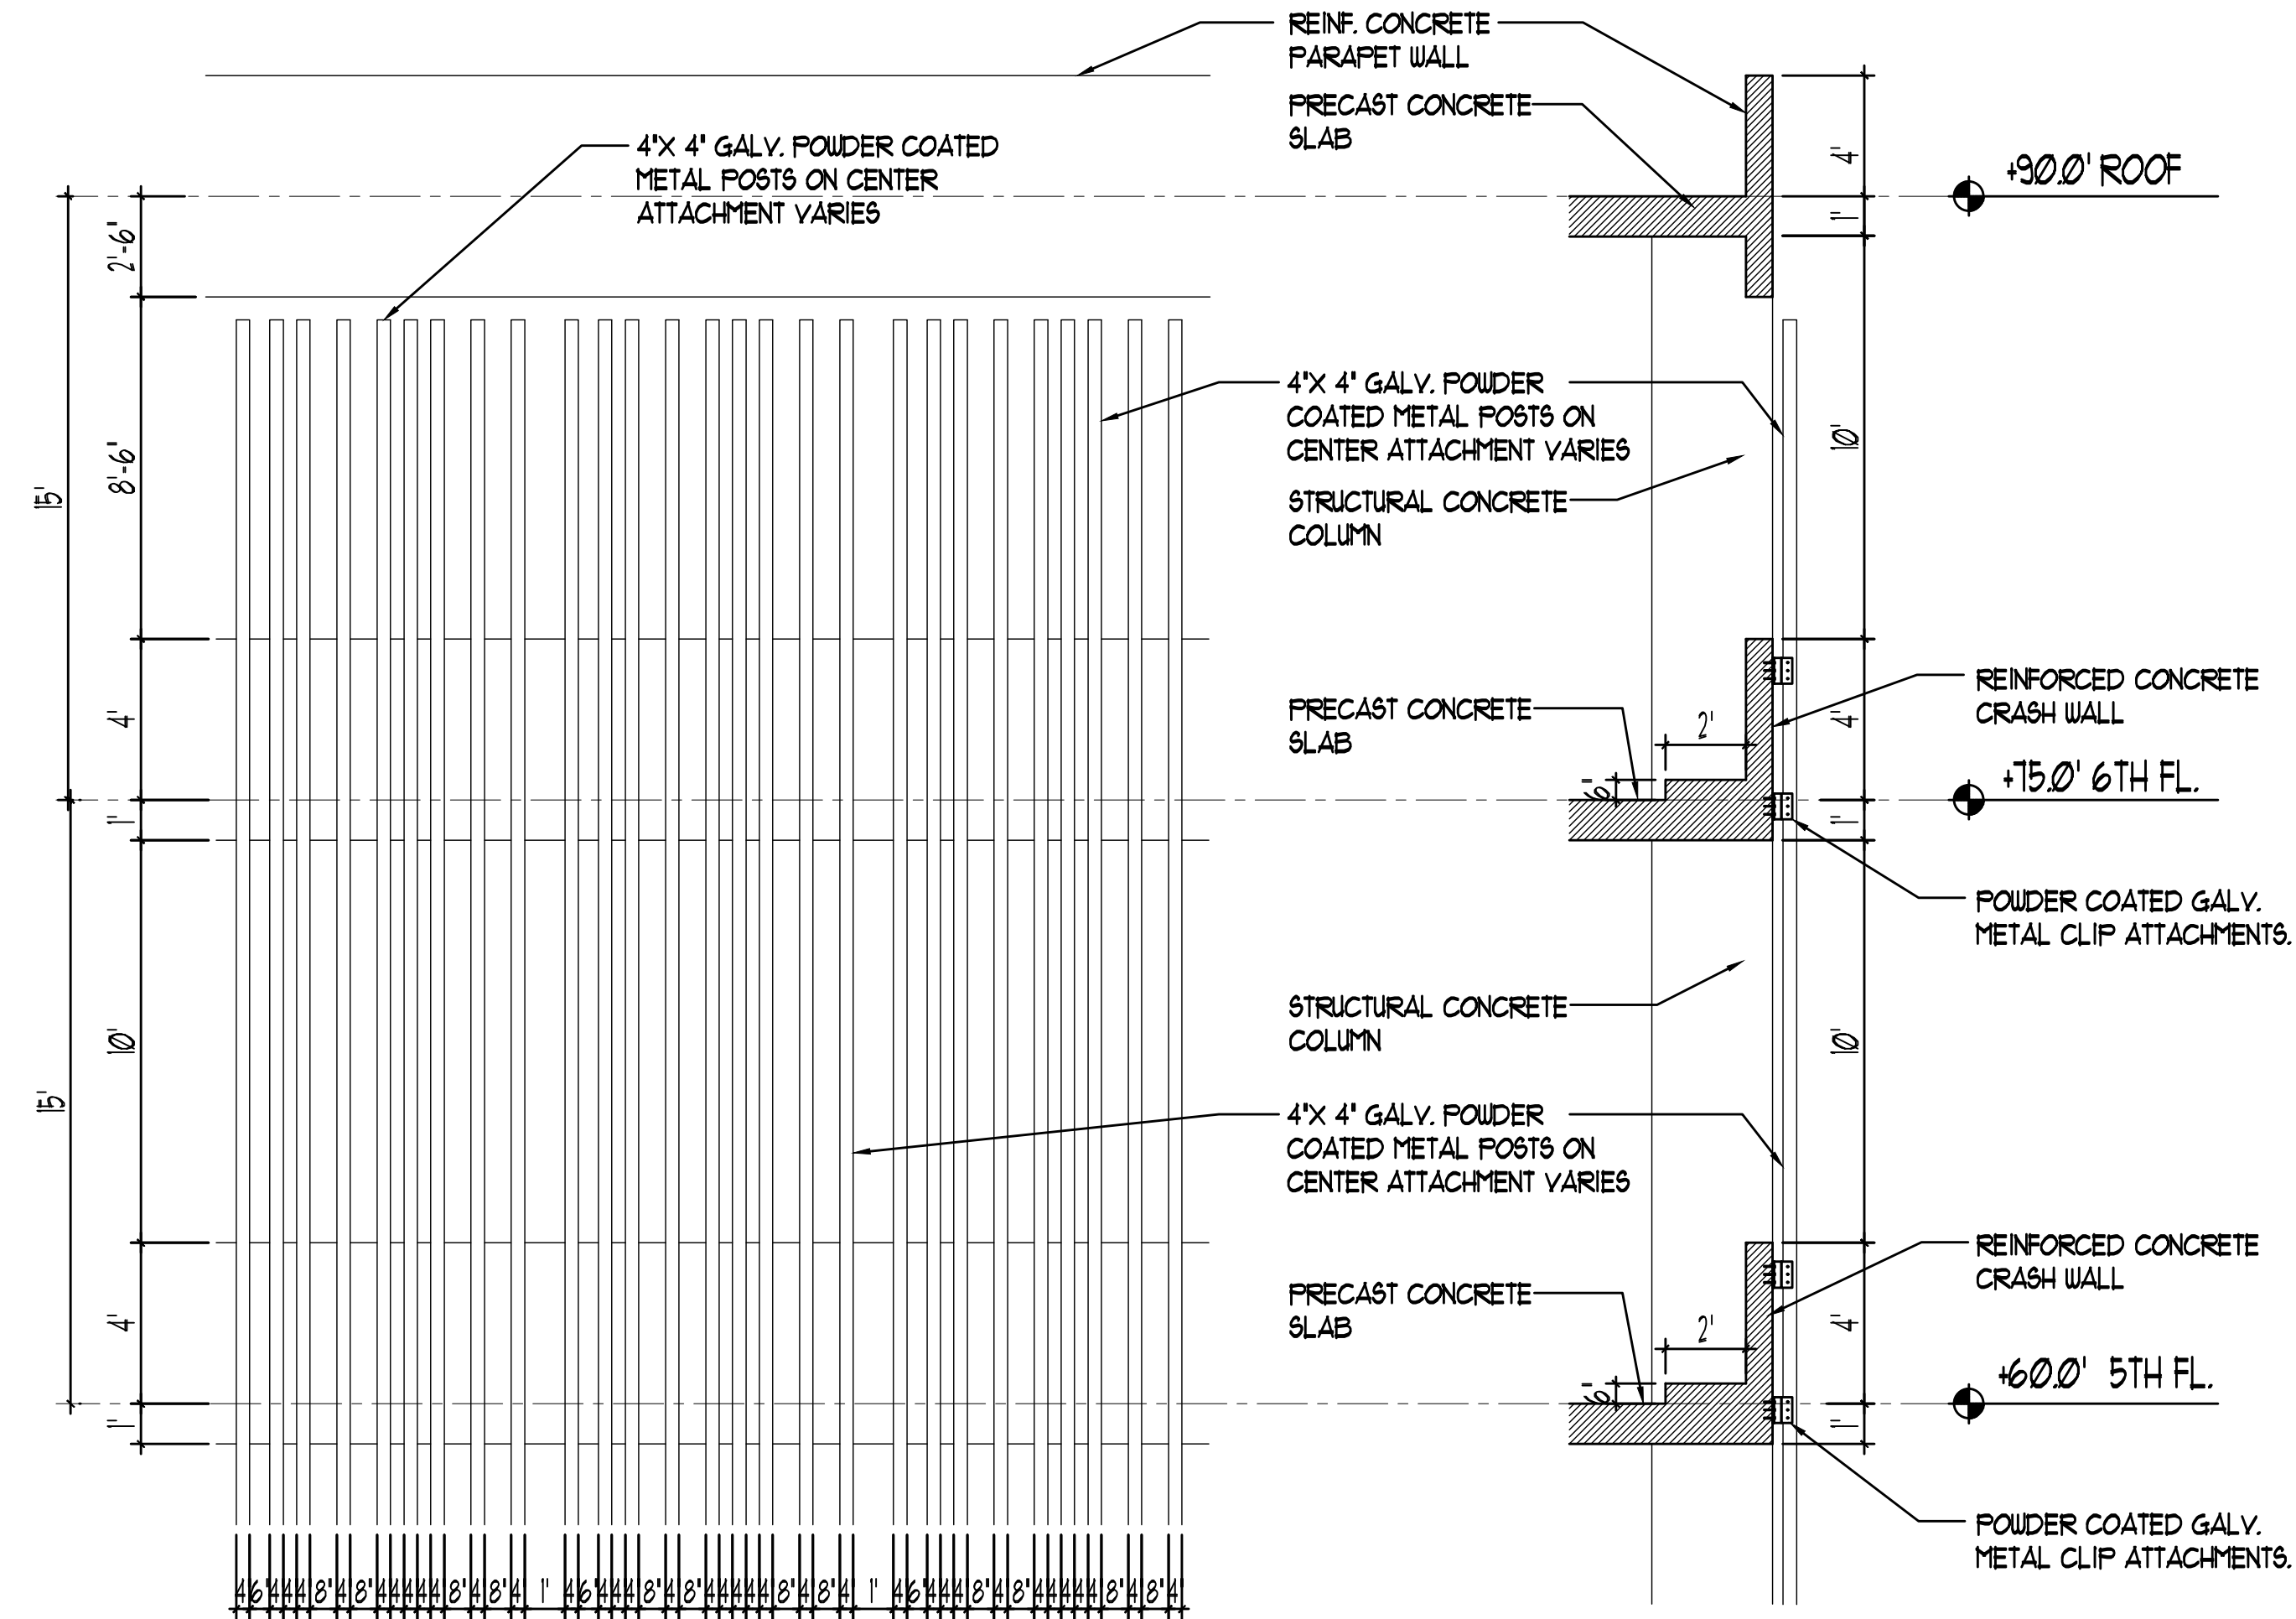 REINF. CONCRETE
PARAPET WALL
PRECAST CONCRETE
SLAB
4"X 4" GALV. POWDER COATED
METAL POSTS ON CENTER
ATTACHMENT VARIES
4'
+90.0' ROOF
1'
2'-6"
4"X 4" GALV. POWDER
COATED METAL POSTS ON
CENTER ATTACHMENT VARIES
10'
8'-6"
15'
STRUCTURAL CONCRETE
COLUMN
REINFORCED CONCRETE
CRASH WALL
PRECAST CONCRETE
SLAB
2'
4'
4'
+75.0' 6TH FL.
6"
1'
1'
POWDER COATED GALV.
METAL CLIP ATTACHMENTS.
STRUCTURAL CONCRETE
COLUMN
10'
10'
15'
4"X 4" GALV. POWDER
COATED METAL POSTS ON
CENTER ATTACHMENT VARIES
REINFORCED CONCRETE
CRASH WALL
PRECAST CONCRETE
SLAB
2'
4'
4'
+60.0' 5TH FL.
6"
1'
1'
POWDER COATED GALV.
METAL CLIP ATTACHMENTS.